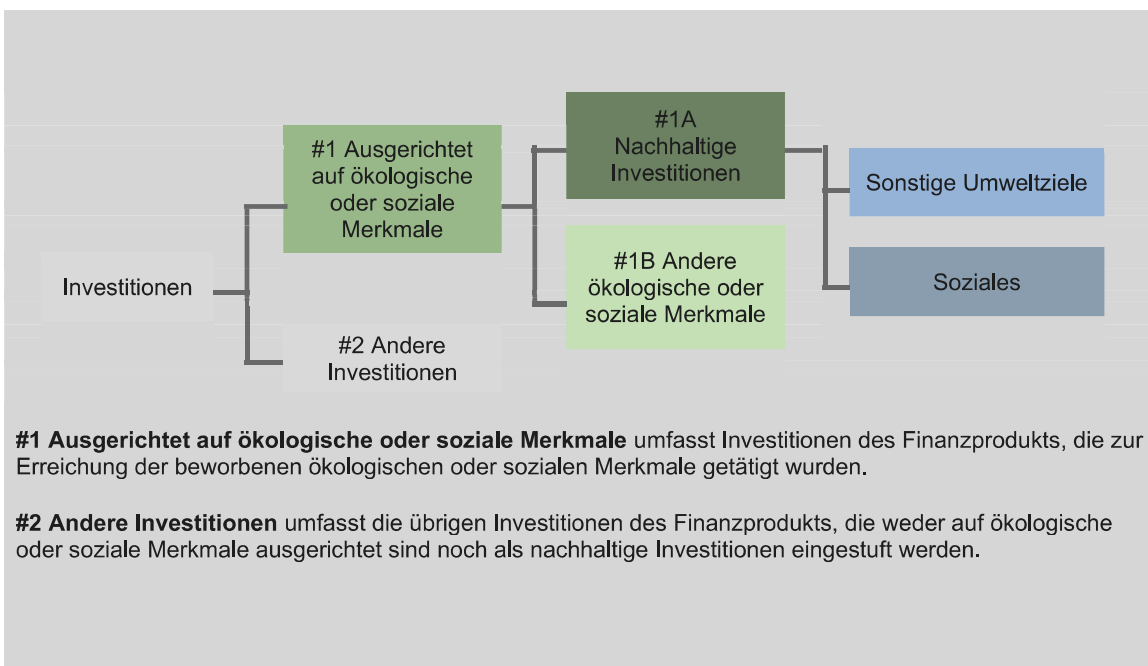 #1 Ausgerichtet
auf ökologische
oder soziale
Merkmale
#1A
Nachhaltige
Investitionen
Sonstige Umweltziele
Soziales
#1B Andere
ökologische oder
soziale Merkmale
Investitionen
#2 Andere
Investitionen
#1 Ausgerichtet auf ökologische oder soziale Merkmale umfasst Investitionen des Finanzprodukts, die zur
Erreichung der beworbenen ökologischen oder sozialen Merkmale getätigt wurden.
#2 Andere Investitionen umfasst die übrigen Investitionen des Finanzprodukts, die weder auf ökologische
oder soziale Merkmale ausgerichtet sind noch als nachhaltige Investitionen eingestuft werden.